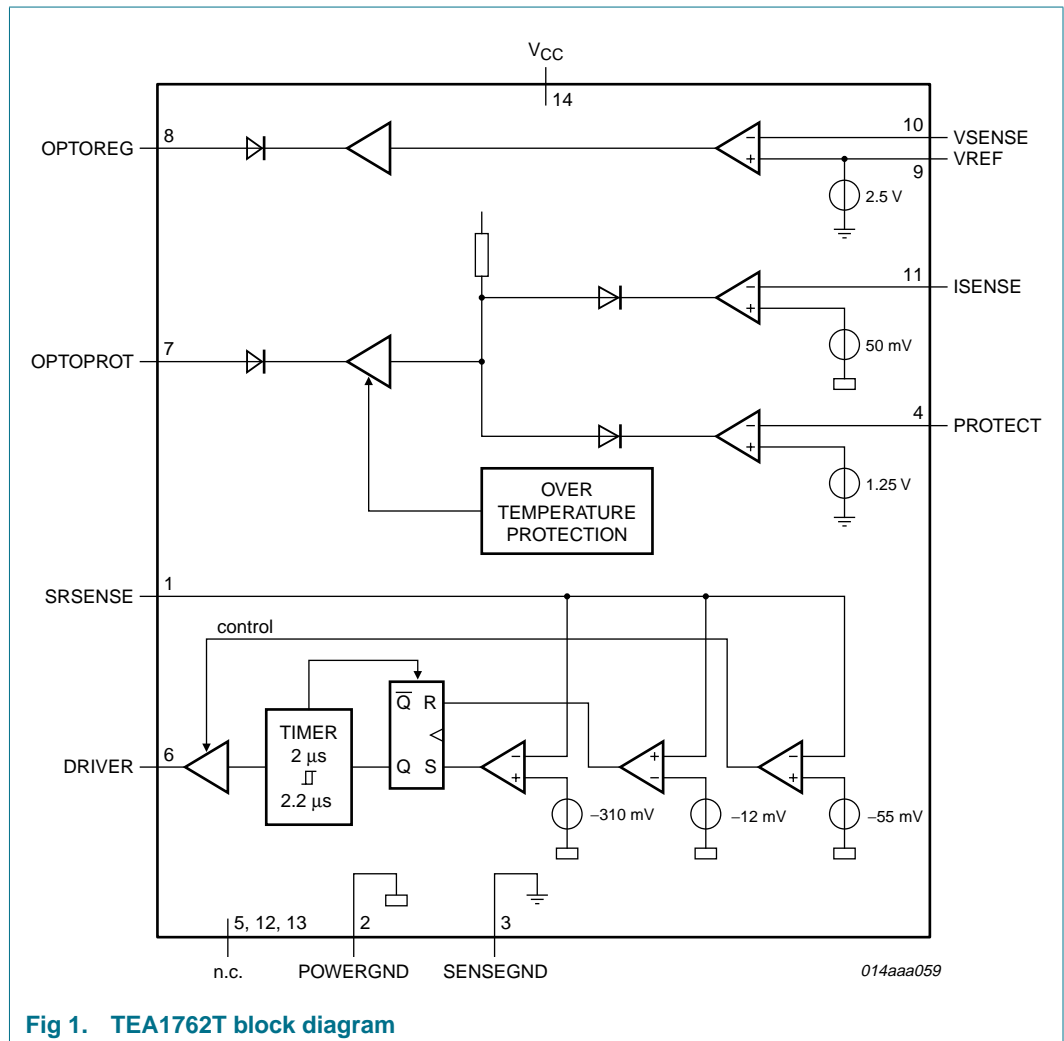 VCC
14
OPTOREG
8
10
VSENSE
−
+
VREF
9
2.5 V
11
ISENSE
−
+
50 mV
OPTOPROT
7
4
PROTECT
−
+
1.25 V
OVER
TEMPERATURE
PROTECTION
SRSENSE
1
control
Q̅ R
TIMER
2 μs
2.2 μs
Q S
DRIVER
6
−
+
+
−
−
+
−310 mV
−12 mV
−55 mV
5, 12, 13
2
3
n.c.
POWERGND
SENSEGND
014aaa059
Fig 1. TEA1762T block diagram